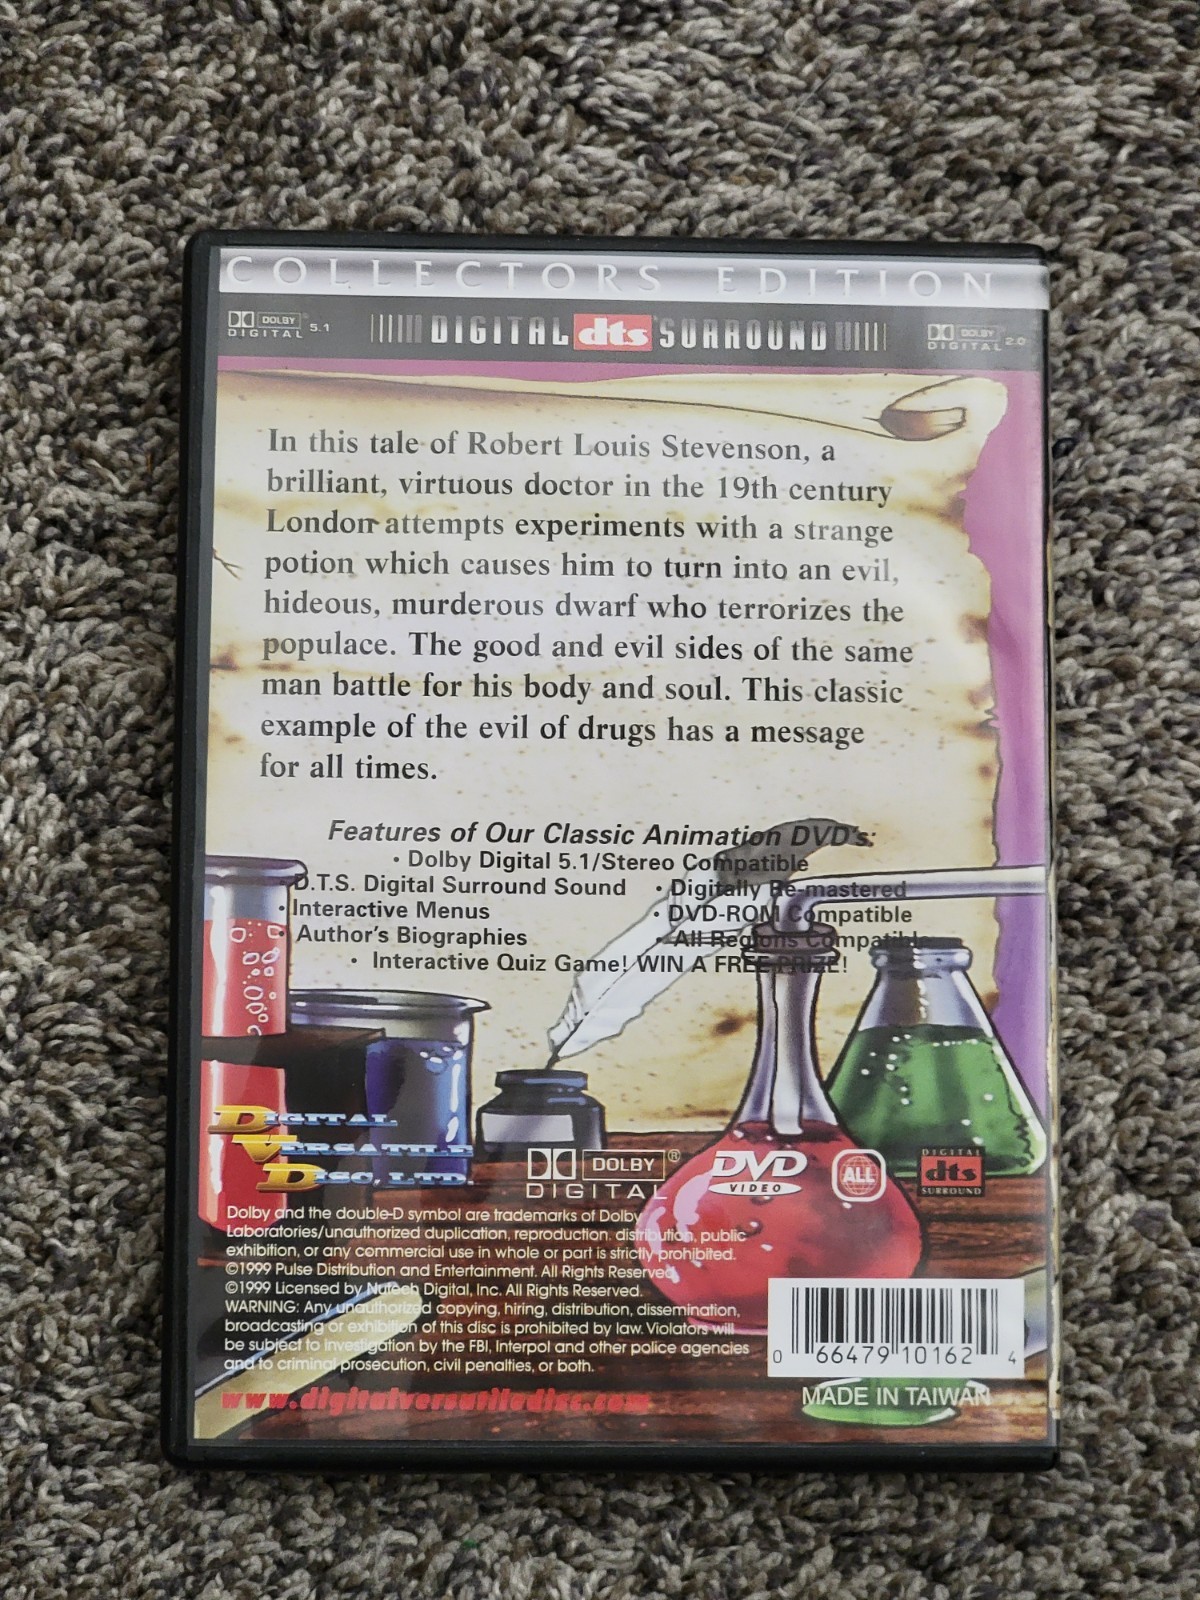 COLLECTORS EDITION
DOLBY DIGITAL 5.1
DIGITAL dts SURROUND
DOLBY DIGITAL 2.0
In this tale of Robert Louis Stevenson, a
brilliant, virtuous doctor in the 19th century
London attempts experiments with a strange
potion which causes him to turn into an evil,
hideous, murderous dwarf who terrorizes the
populace. The good and evil sides of the same
man battle for his body and soul. This classic
example of the evil of drugs has a message
for all times.
Features of Our Classic Animation DVD's:
• Dolby Digital 5.1/Stereo Compatible
• D.T.S. Digital Surround Sound • Digitally Re-mastered
• Interactive Menus • DVD-ROM Compatible
• Author's Biographies • All Regions Compatible
• Interactive Quiz Game! WIN A FREE PRIZE!
DIGITAL
VERSATILE
DISC, LTD.
DOLBY ®
DIGITAL
DVD
VIDEO
ALL
DIGITAL
dts
SURROUND
Dolby and the double-D symbol are trademarks of Dolby
Laboratories/unauthorized duplication, reproduction. distribution, public
exhibition, or any commercial use in whole or part is strictly prohibited.
©1999 Pulse Distribution and Entertainment. All Rights Reserved.
©1999 Licensed by Nutech Digital, Inc. All Rights Reserved.
WARNING: Any unauthorized copying, hiring, distribution, dissemination,
broadcasting or exhibition of this disc is prohibited by law. Violators will
be subject to investigation by the FBI, Interpol and other police agencies
and to criminal prosecution, civil penalties, or both.
www.digitalversatiledisc.com
0 66479 10162 4
MADE IN TAIWAN